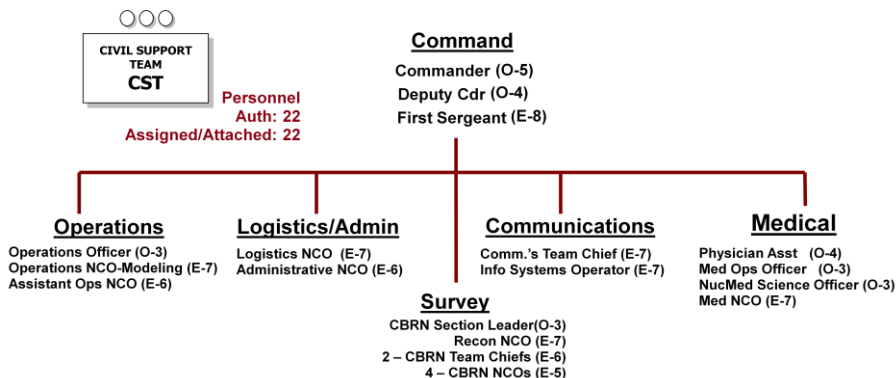 CIVIL SUPPORT
TEAM
CST
Personnel
Auth: 22
Assigned/Attached: 22
Command
Commander (O-5)
Deputy Cdr (O-4)
First Sergeant (E-8)
Operations
Operations Officer (O-3)
Operations NCO-Modeling (E-7)
Assistant Ops NCO (E-6)
Logistics/Admin
Logistics NCO (E-7)
Administrative NCO (E-6)
Survey
CBRN Section Leader(O-3)
Recon NCO (E-7)
2 – CBRN Team Chiefs (E-6)
4 – CBRN NCOs (E-5)
Communications
Comm.'s Team Chief (E-7)
Info Systems Operator (E-7)
Medical
Physician Asst (O-4)
Med Ops Officer (O-3)
NucMed Science Officer (O-3)
Med NCO (E-7)